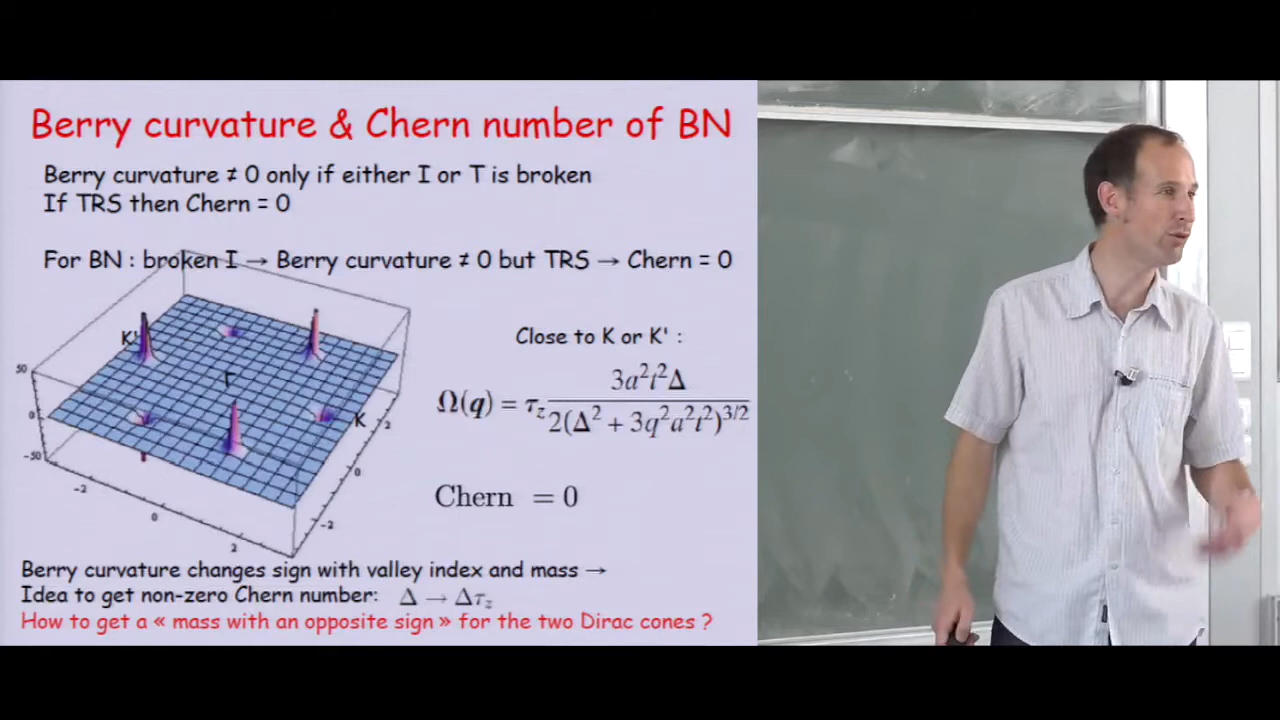 Berry curvature & Chern number of BN
Berry curvature ≠ 0 only if either I or T is broken
If TRS then Chern = 0
For BN : broken I → Berry curvature ≠ 0 but TRS → Chern = 0
K'
Γ
K
50
0
-50
-2
0
2
2
0
-2
Close to K or K' :
Ω(q) = τz 3a²t²Δ / 2(Δ² + 3q²a²t²)^3/2
Chern = 0
Berry curvature changes sign with valley index and mass →
Idea to get non-zero Chern number: Δ → Δτz
How to get a « mass with an opposite sign » for the two Dirac cones ?